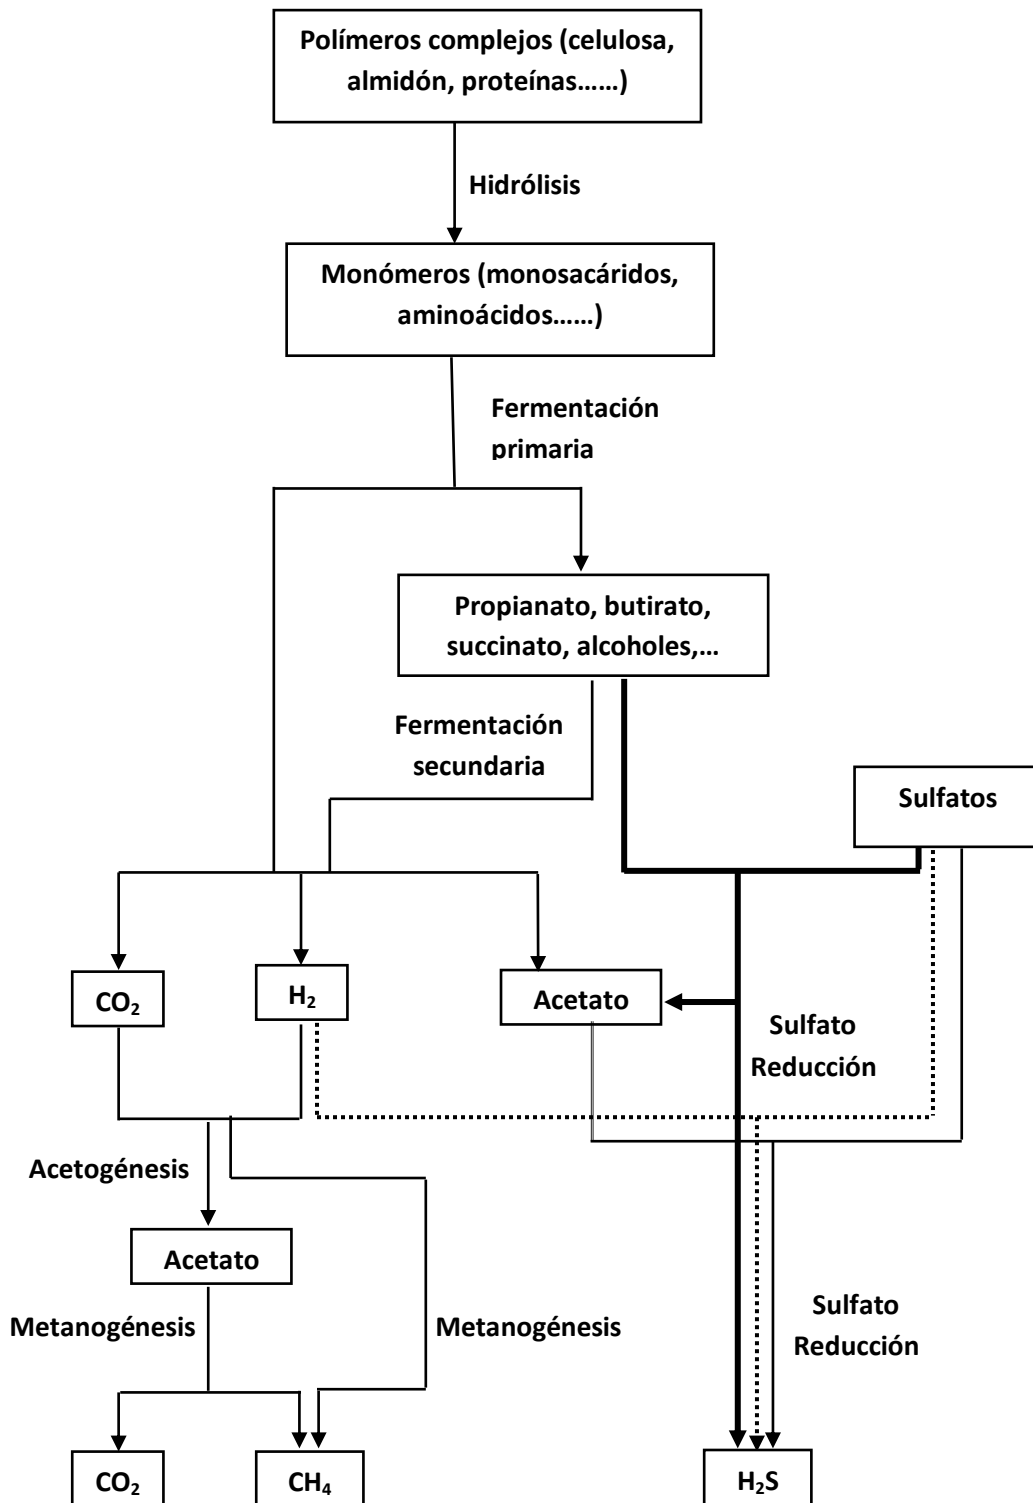 Polímeros complejos (celulosa,
almidón, proteínas……)
Hidrólisis
Monómeros (monosacáridos,
aminoácidos……)
Fermentación
primaria
Propianato, butirato,
succinato, alcoholes,…
Fermentación
secundaria
Sulfatos
CO₂
H₂
Acetato
Sulfato
Reducción
Acetogénesis
Acetato
Metanogénesis
Metanogénesis
Sulfato
Reducción
CO₂
CH₄
H₂S